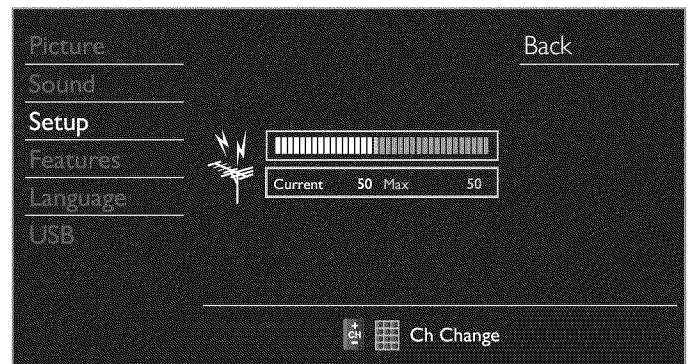 Picture
Sound
Setup
Features
Language
USB
Back
Current 50 Max 50
+
CH
−
Ch Change